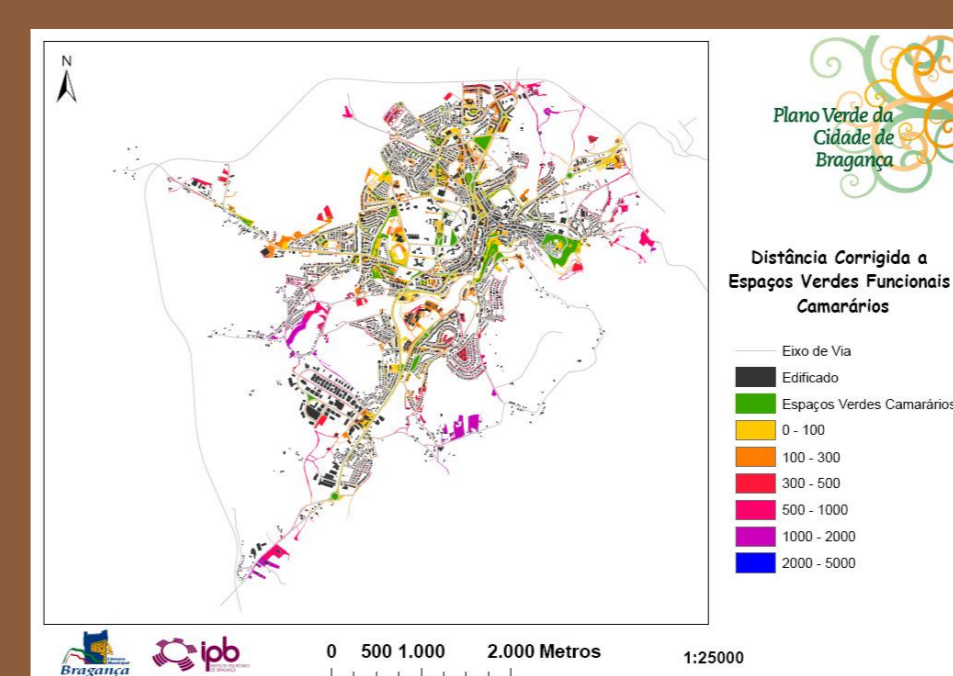 N
Plano Verde da
Cidade de
Bragança
Distância Corrigida a
Espaços Verdes Funcionais
Camarários
Eixo de Via
Edificado
Espaços Verdes Camarários
0 - 100
100 - 300
300 - 500
500 - 1000
1000 - 2000
2000 - 5000
Bragança
ipb
0 500 1.000 2.000 Metros
1:25000